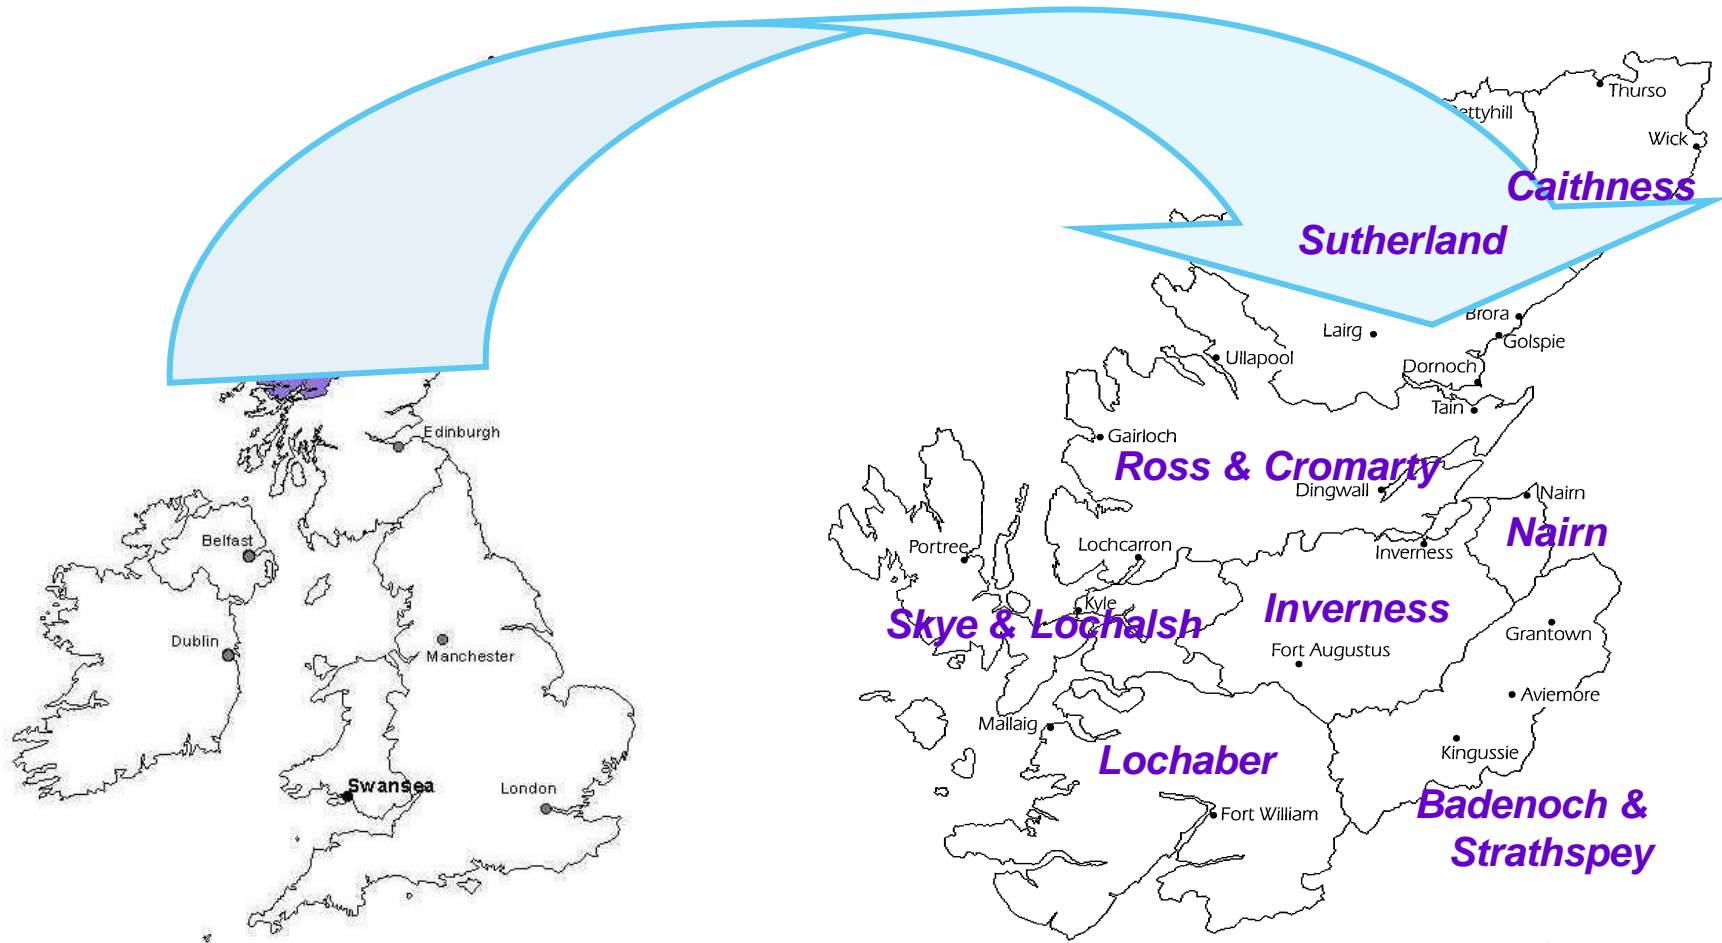 Edinburgh
Belfast
Dublin
Manchester
Swansea
London
Thurso
ettyhill
Wick
Caithness
Sutherland
Brora
Lairg
Golspie
Ullapool
Dornoch
Tain
Gairloch
Ross & Cromarty
Dingwall
Nairn
Nairn
Portree
Lochcarron
Inverness
Kyle
Skye & Lochalsh
Inverness
Grantown
Fort Augustus
Aviemore
Mallaig
Kingussie
Lochaber
Badenoch &
Strathspey
Fort William